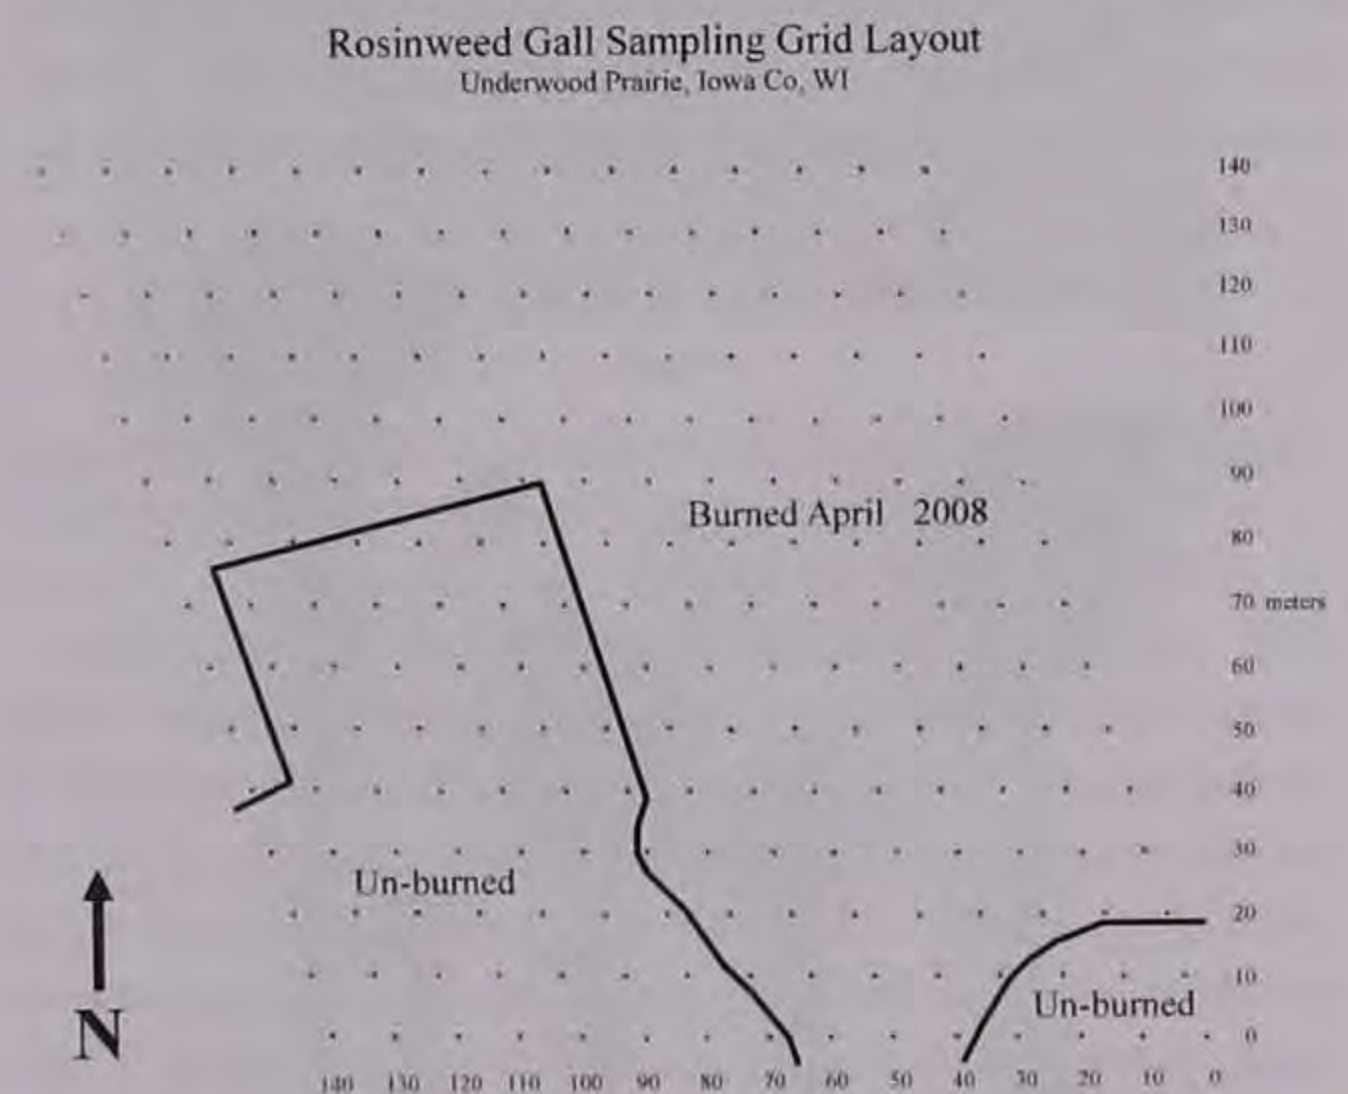 Rosinweed Gall Sampling Grid Layout
Underwood Prairie, Iowa Co, WI
140
130
120
110
100
90
Burned April 2008
80
70 meters
60
50
40
30
Un-burned
20
10
Un-burned
N
0
140 130 120 110 100 90 80 70 60 50 40 30 20 10 0